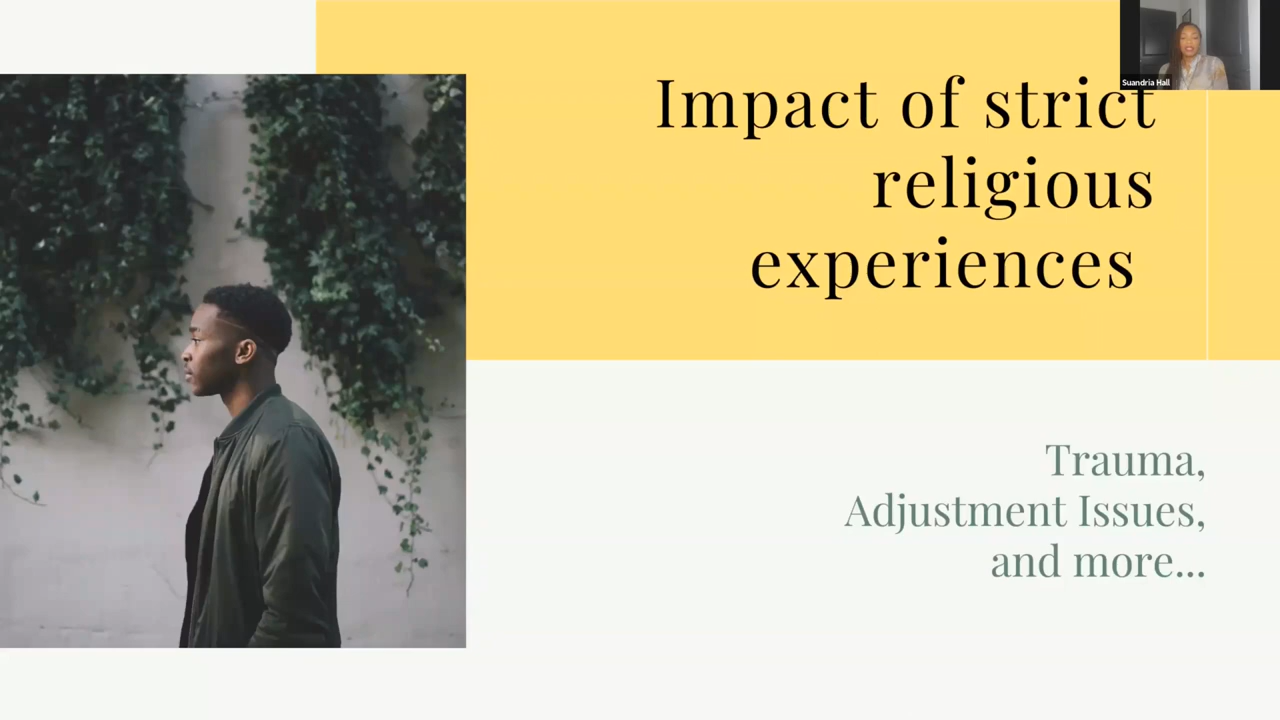 Suandria Hall
Impact of strict
religious
experiences
Trauma,
Adjustment Issues,
and more...